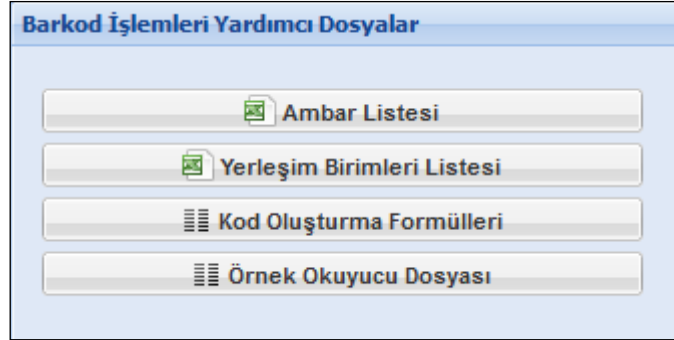 Barkod İşlemleri Yardımcı Dosyalar
Ambar Listesi
Yerleşim Birimleri Listesi
Kod Oluşturma Formülleri
Örnek Okuyucu Dosyası